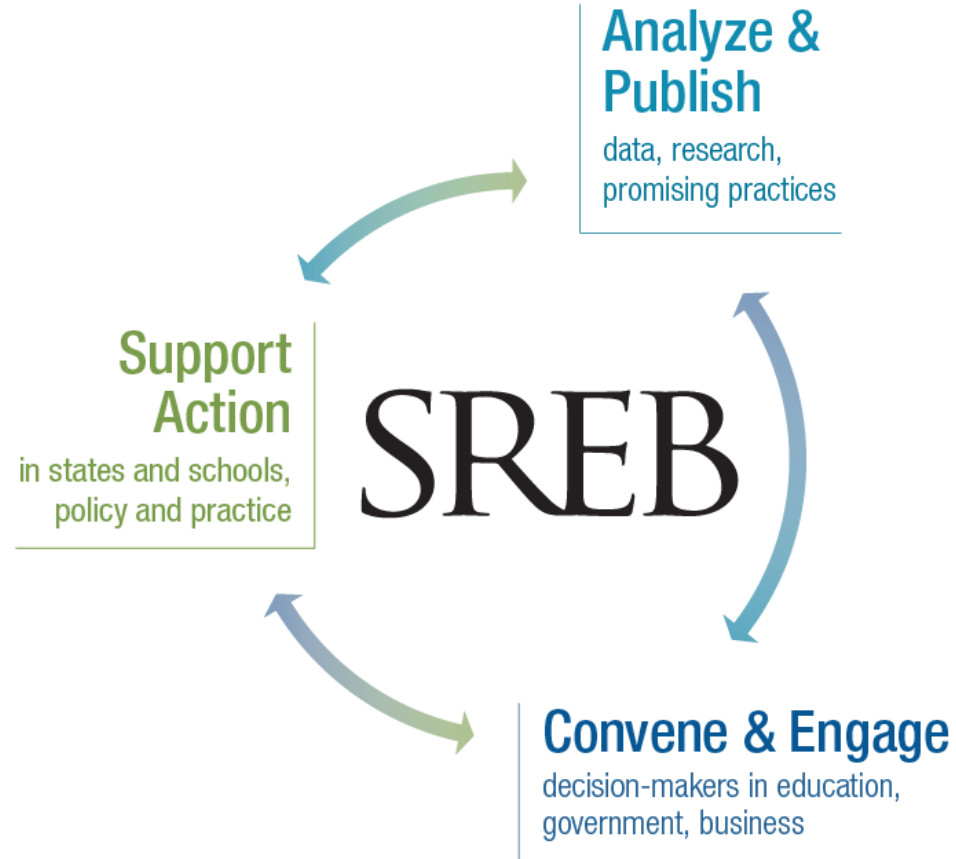 Analyze &
Publish
data, research,
promising practices
Support
Action
in states and schools,
policy and practice
SREB
Convene & Engage
decision-makers in education,
government, business